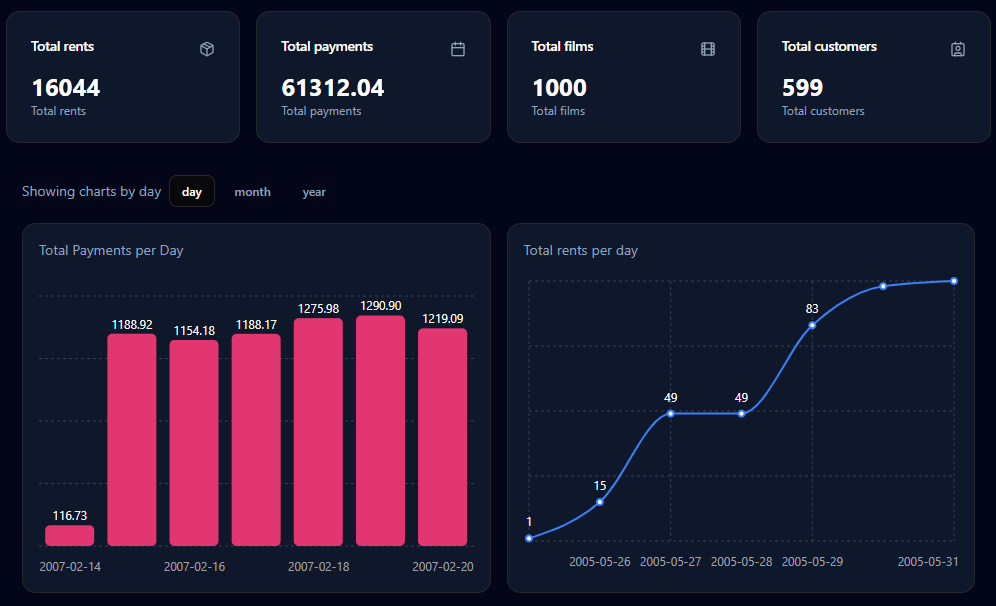 Total rents
16044
Total rents
Total payments
61312.04
Total payments
Total films
1000
Total films
Total customers
599
Total customers
Showing charts by day day month year
Total Payments per Day
116.73 1188.92 1154.18 1188.17 1275.98 1290.90 1219.09
2007-02-14 2007-02-16 2007-02-18 2007-02-20
Total rents per day
1 15 49 49 83
2005-05-26 2005-05-27 2005-05-28 2005-05-29 2005-05-31